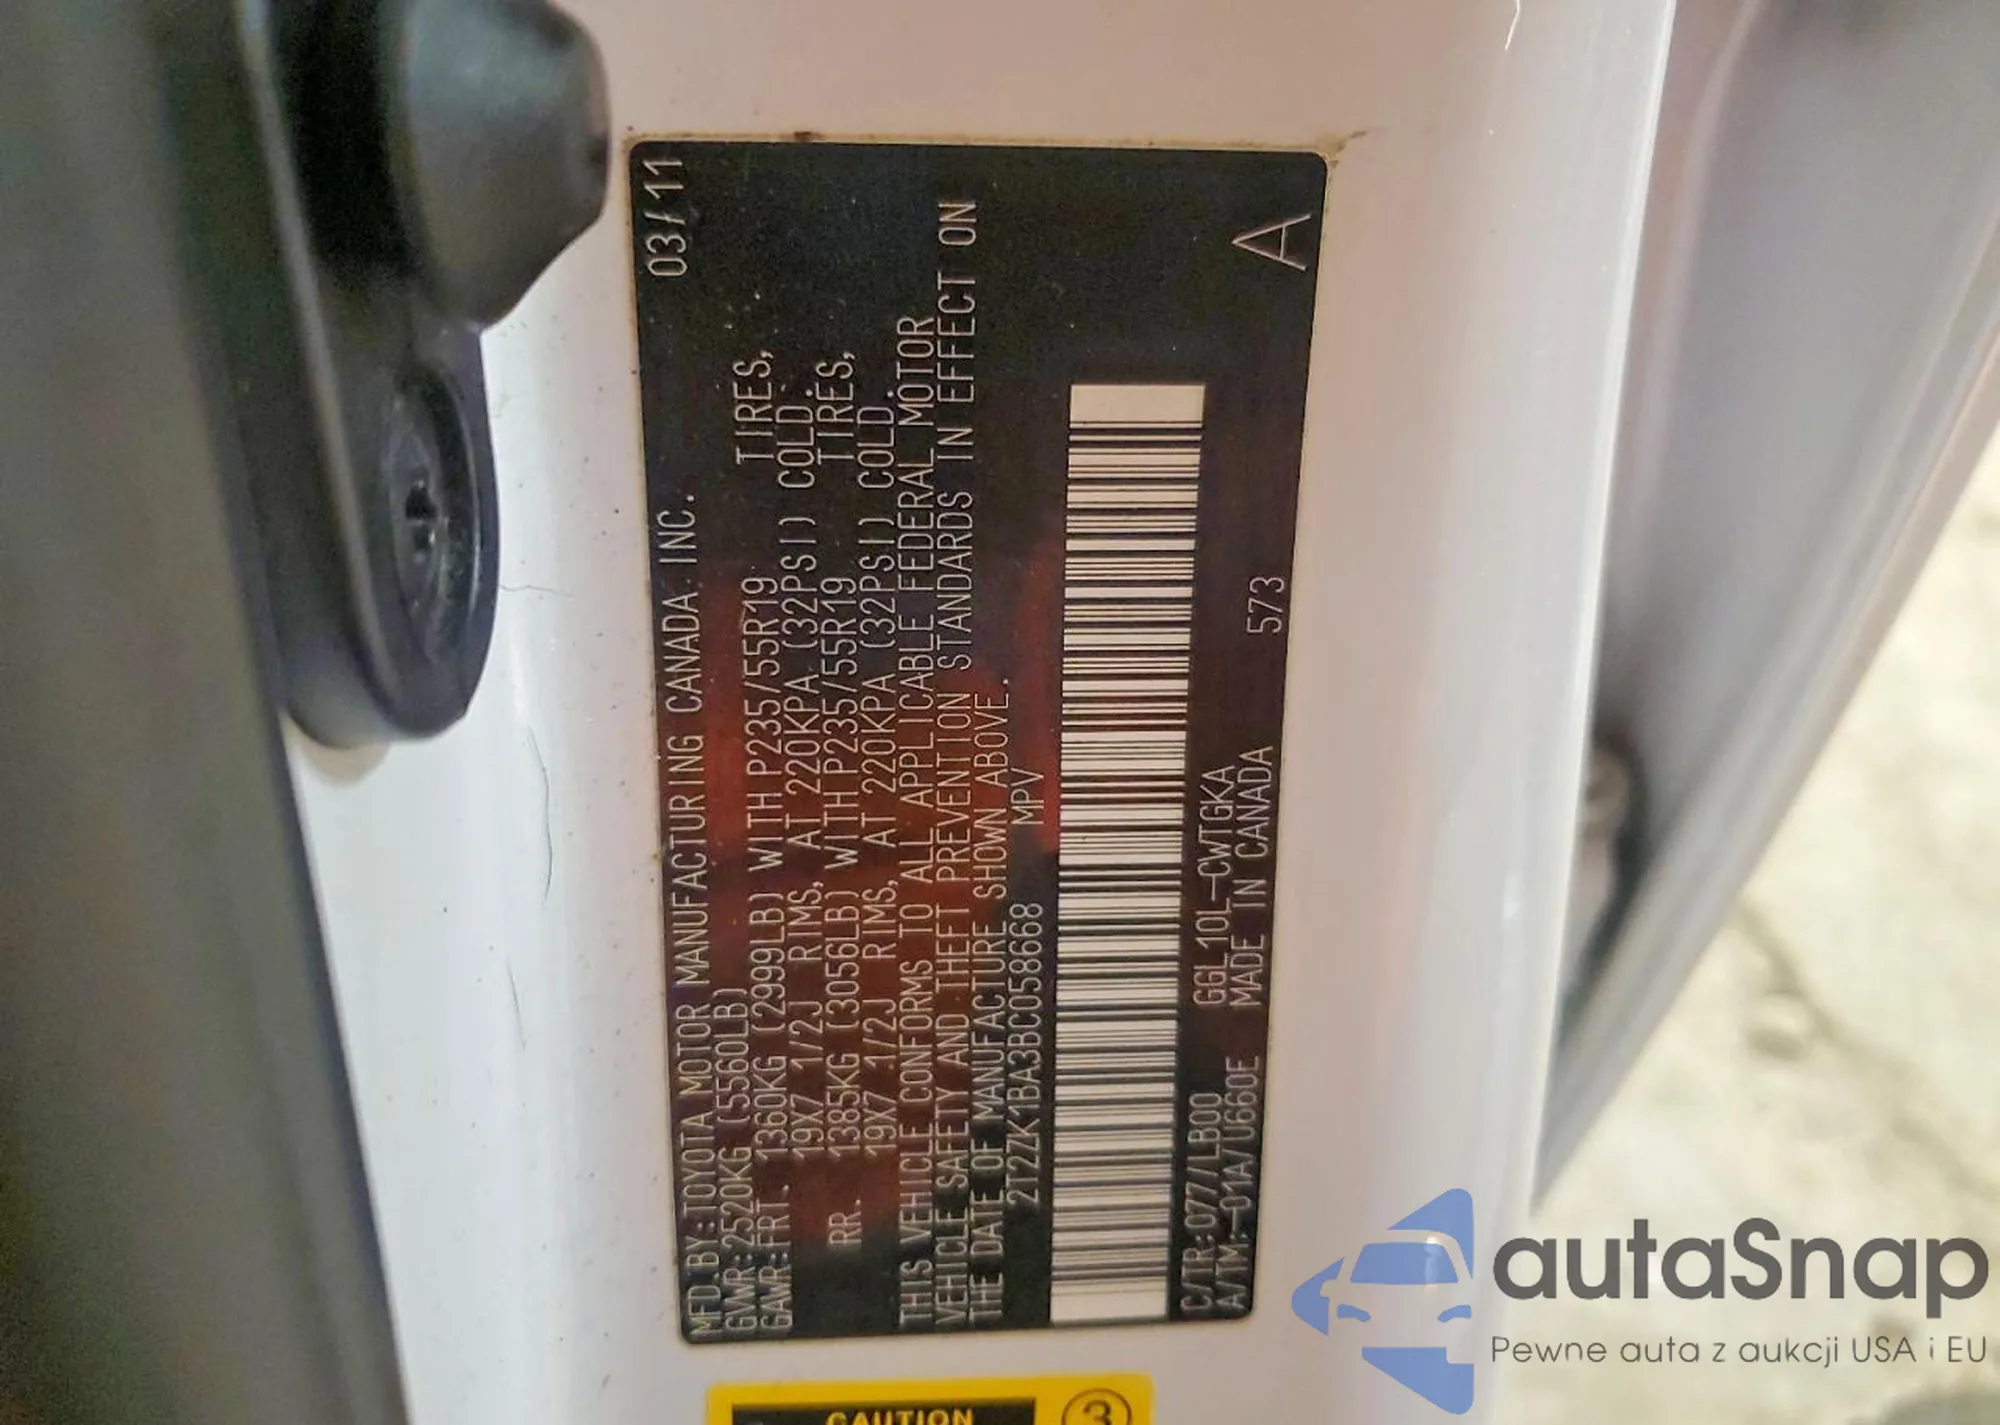 MFD.BY:TOYOTA MOTOR MANUFACTURING CANADA INC. 03/11
GVWR:2520KG (5560LB)
GAWR:FRT. 1360KG (2999LB) WITH P235/55R19 TIRES,
19X7 1/2J RIMS, AT 220KPA (32PSI) COLD.
RR. 1385KG (3056LB) WITH P235/55R19 TIRES,
19X7 1/2J RIMS, AT 220KPA (32PSI) COLD.
THIS VEHICLE CONFORMS TO ALL APPLICABLE FEDERAL MOTOR
VEHICLE SAFETY AND THEFT PREVENTION STANDARDS IN EFFECT ON
THE DATE OF MANUFACTURE SHOWN ABOVE.
2T2ZK1BA3BC058668 MPV
C/TR:077/LB00 GGL10L-CWTGKA
A/TM:-01A/U660E MADE IN CANADA 573 A
CAUTION 3
autaSnap
Pewne auta z aukcji USA i EU